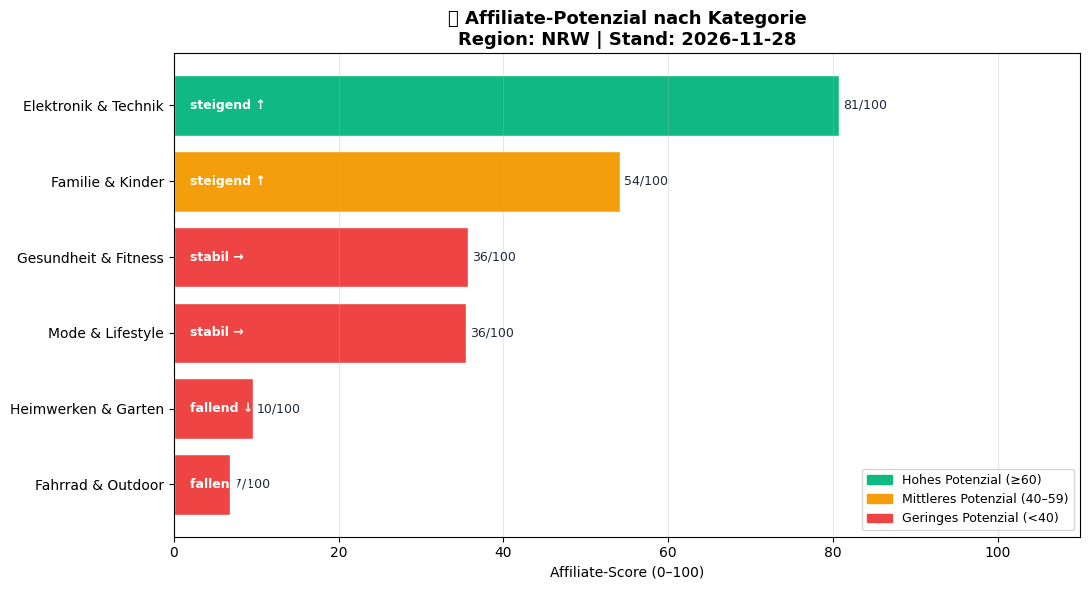 Affiliate-Potenzial nach Kategorie
Region: NRW | Stand: 2026-11-28
Elektronik & Technik
steigend ↑
81/100
Familie & Kinder
steigend ↑
54/100
Gesundheit & Fitness
stabil →
36/100
Mode & Lifestyle
stabil →
36/100
Heimwerken & Garten
fallend ↓
10/100
Fahrrad & Outdoor
fallen
7/100
Hohes Potenzial (≥60)
Mittleres Potenzial (40–59)
Geringes Potenzial (<40)
0 20 40 60 80 100
Affiliate-Score (0–100)